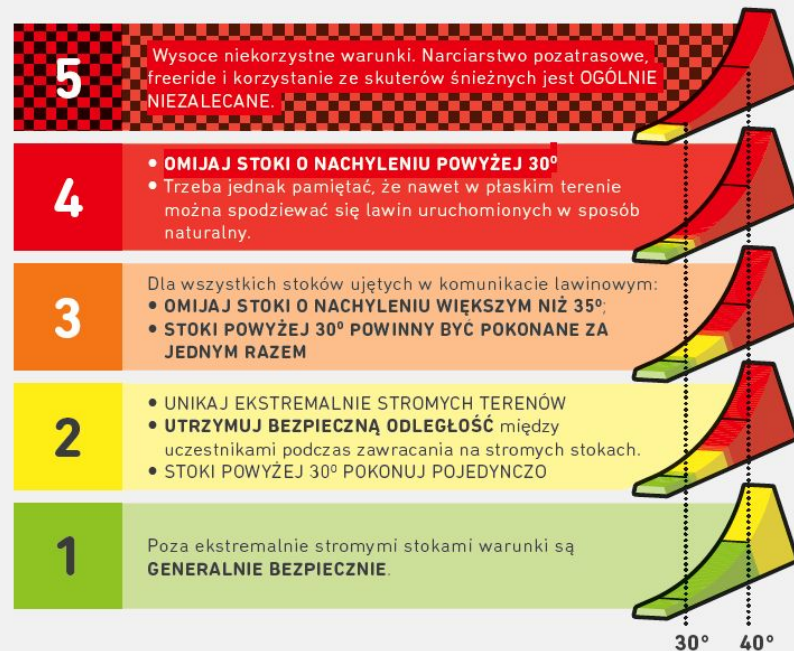 5
Wysoce niekorzystne warunki. Narciarstwo pozatrasowe,
freeride i korzystanie ze skuterów śnieżnych jest OGÓLNIE
NIEZALECANE.
4
• OMIJAJ STOKI O NACHYLENIU POWYŻEJ 30º
• Trzeba jednak pamiętać, że nawet w płaskim terenie
można spodziewać się lawin uruchomionych w sposób
naturalny.
3
Dla wszystkich stoków ujętych w komunikacie lawinowym:
• OMIJAJ STOKI O NACHYLENIU WIĘKSZYM NIŻ 35º;
• STOKI POWYŻEJ 30º POWINNY BYĆ POKONANE ZA
JEDNYM RAZEM
2
• UNIKAJ EKSTREMALNIE STROMYCH TERENÓW
• UTRZYMUJ BEZPIECZNĄ ODLEGŁOŚĆ między
uczestnikami podczas zawracania na stromych stokach.
• STOKI POWYŻEJ 30º POKONUJ POJEDYNCZO
1
Poza ekstremalnie stromymi stokami warunki są
GENERALNIE BEZPIECZNIE.
30° 40°